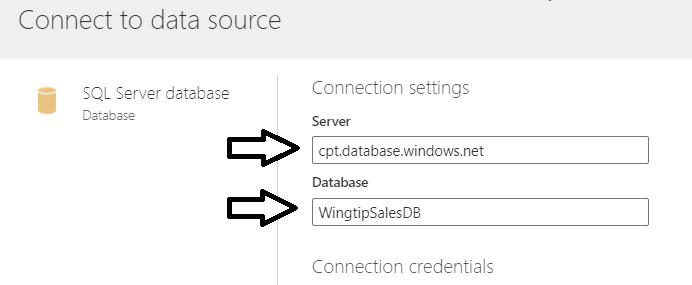 Connect to data source
SQL Server database
Database
Connection settings
Server
cpt.database.windows.net
Database
WingtipSalesDB
Connection credentials